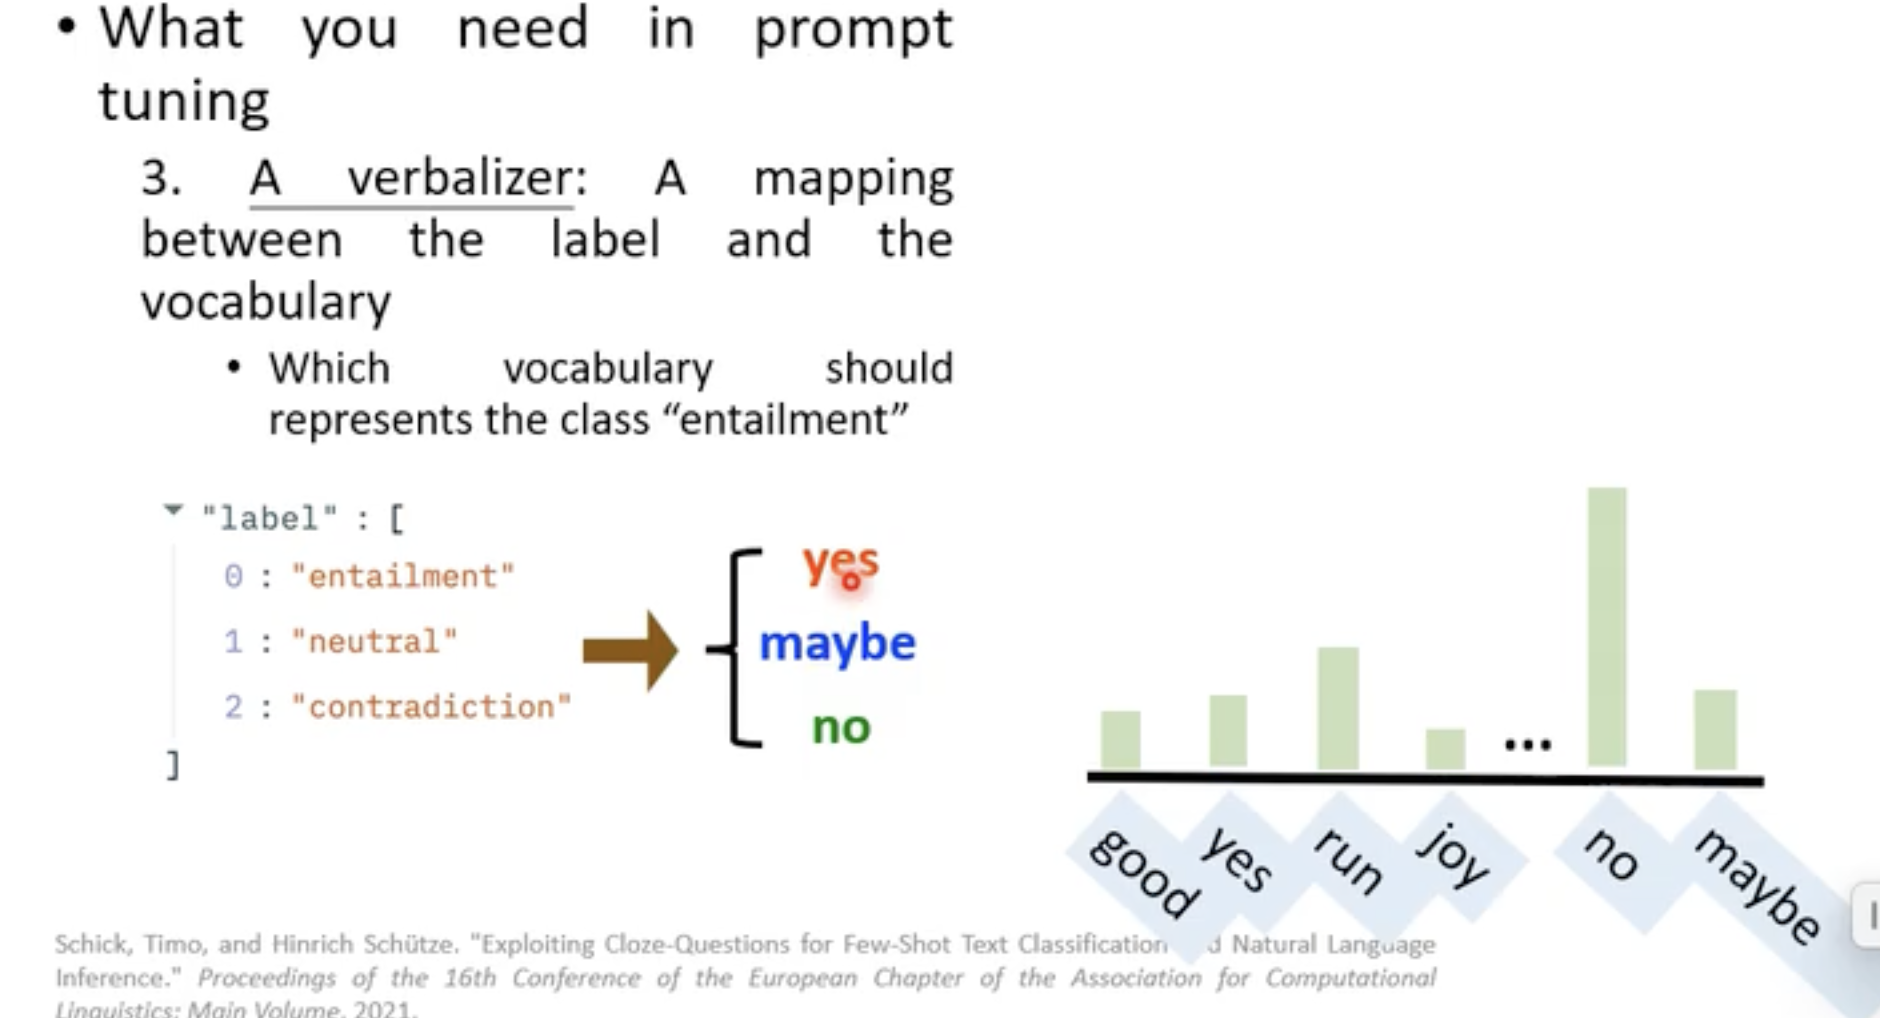 • What you need in prompt
tuning
3. A verbalizer: A mapping
between the label and the
vocabulary
• Which vocabulary should
represents the class “entailment”
"label" : [
0 : "entailment"
1 : "neutral"
2 : "contradiction"
]
yes
maybe
no
...
good yes run joy no maybe
Schick, Timo, and Hinrich Schütze. "Exploiting Cloze-Questions for Few-Shot Text Classification d Natural Language
Inference." Proceedings of the 16th Conference of the European Chapter of the Association for Computational
Linguistics: Main Volume. 2021.